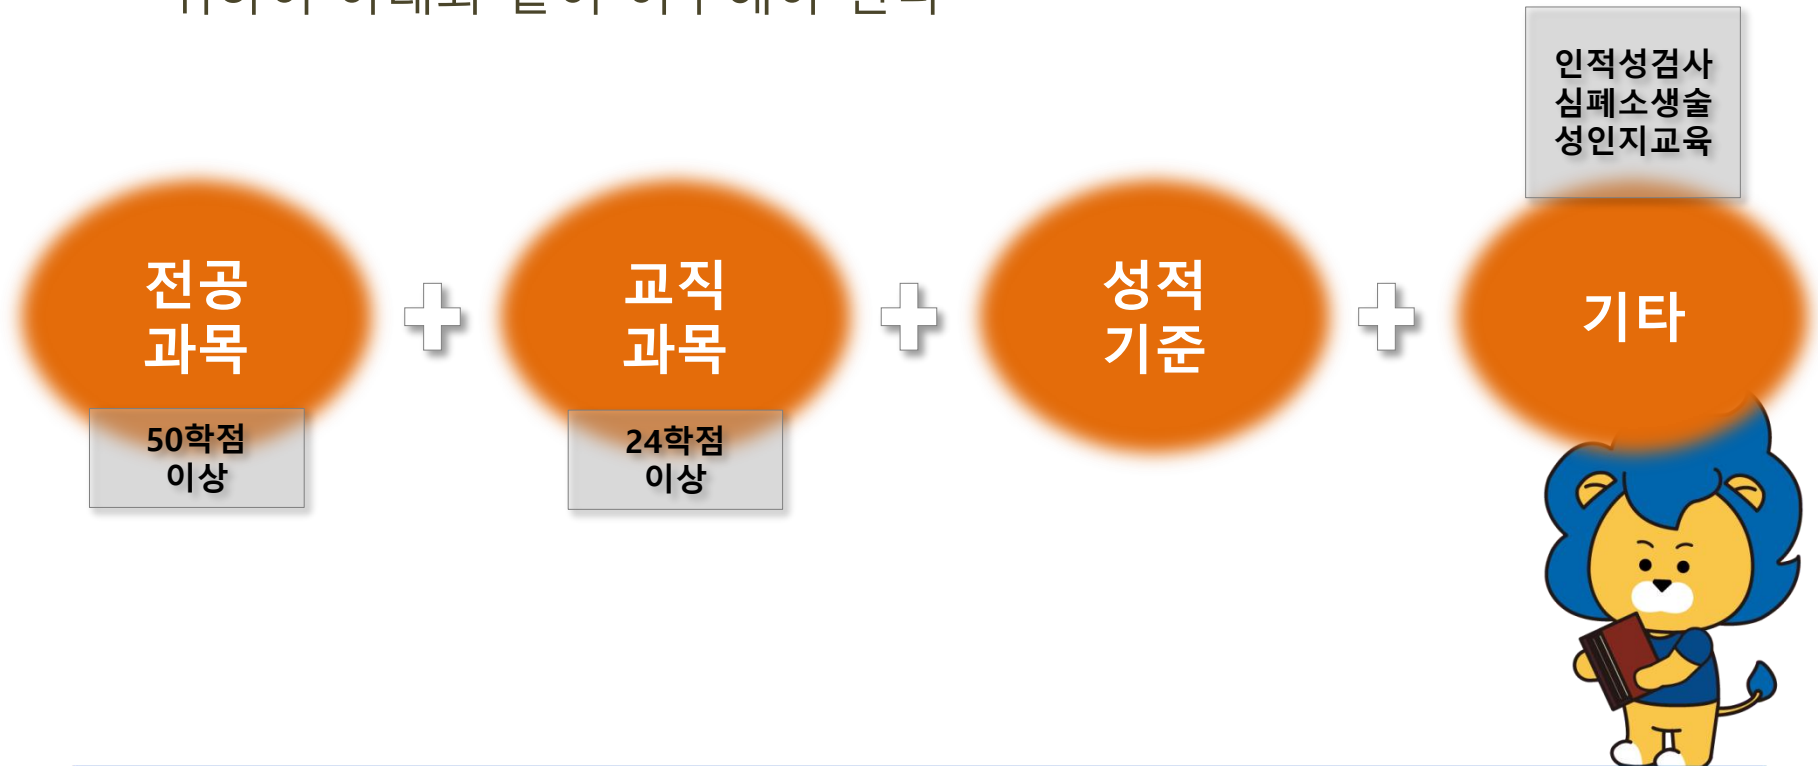 인적성검사
심폐소생술
성인지교육
전공
과목
교직
과목
성적
기준
기타
50학점
이상
24학점
이상